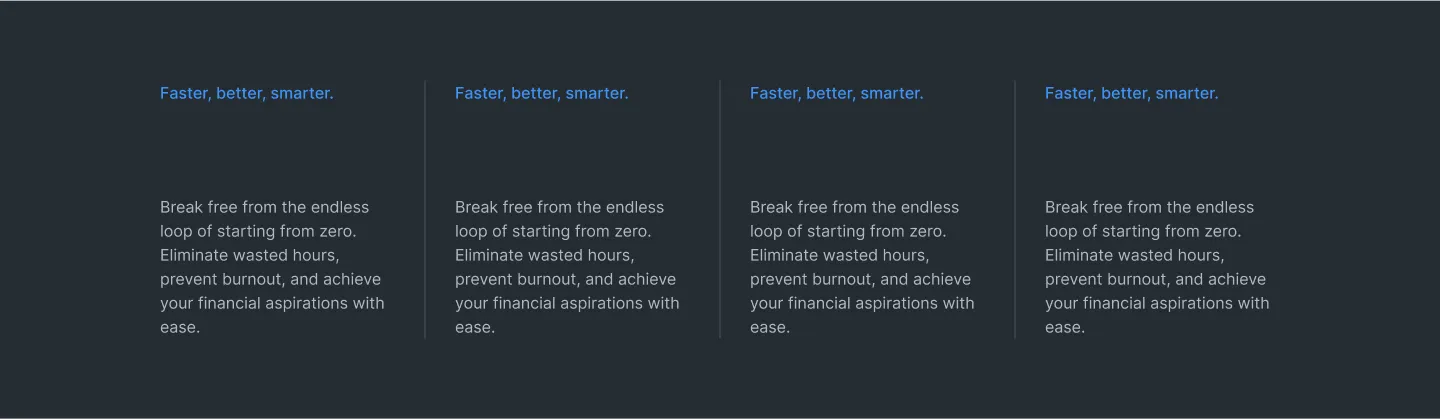 Faster, better, smarter.
Break free from the endless
loop of starting from zero.
Eliminate wasted hours,
prevent burnout, and achieve
your financial aspirations with
ease.
Faster, better, smarter.
Break free from the endless
loop of starting from zero.
Eliminate wasted hours,
prevent burnout, and achieve
your financial aspirations with
ease.
Faster, better, smarter.
Break free from the endless
loop of starting from zero.
Eliminate wasted hours,
prevent burnout, and achieve
your financial aspirations with
ease.
Faster, better, smarter.
Break free from the endless
loop of starting from zero.
Eliminate wasted hours,
prevent burnout, and achieve
your financial aspirations with
ease.